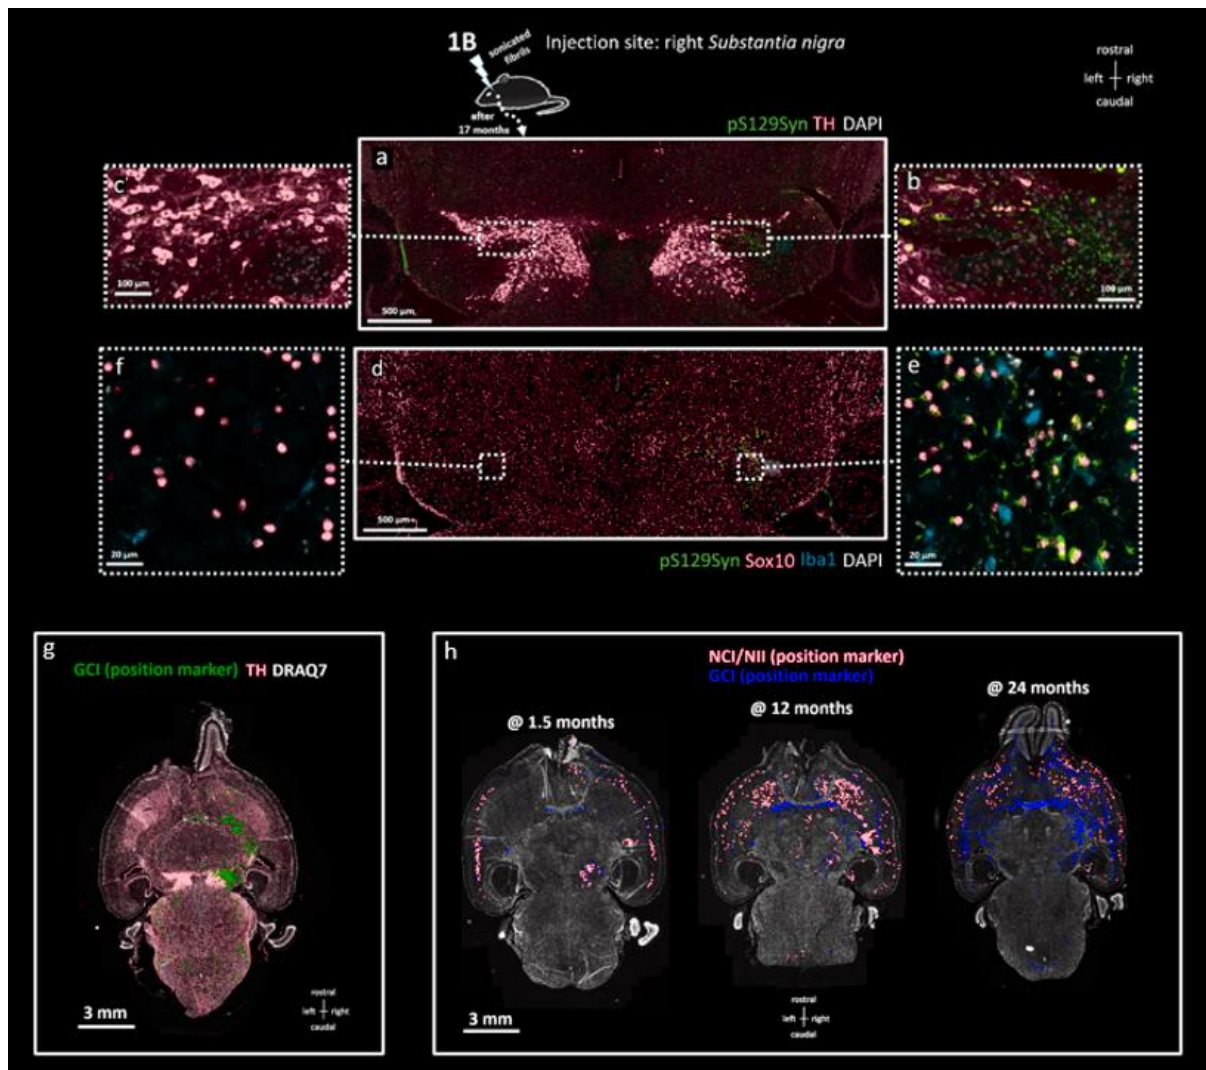 1B
sonicated
fibrils
after
17 months
Injection site: right Substantia nigra
rostral
left right
caudal
pS129Syn TH DAPI
a
c
100 µm
500 µm
b
100 µm
f
20 µm
d
500 µm
e
20 µm
pS129Syn Sox10 Iba1 DAPI
g
GCI (position marker) TH DRAQ7
3 mm
rostral
left right
caudal
h
NCI/NII (position marker)
GCI (position marker)
@ 1.5 months
@ 12 months
@ 24 months
3 mm
rostral
left right
caudal